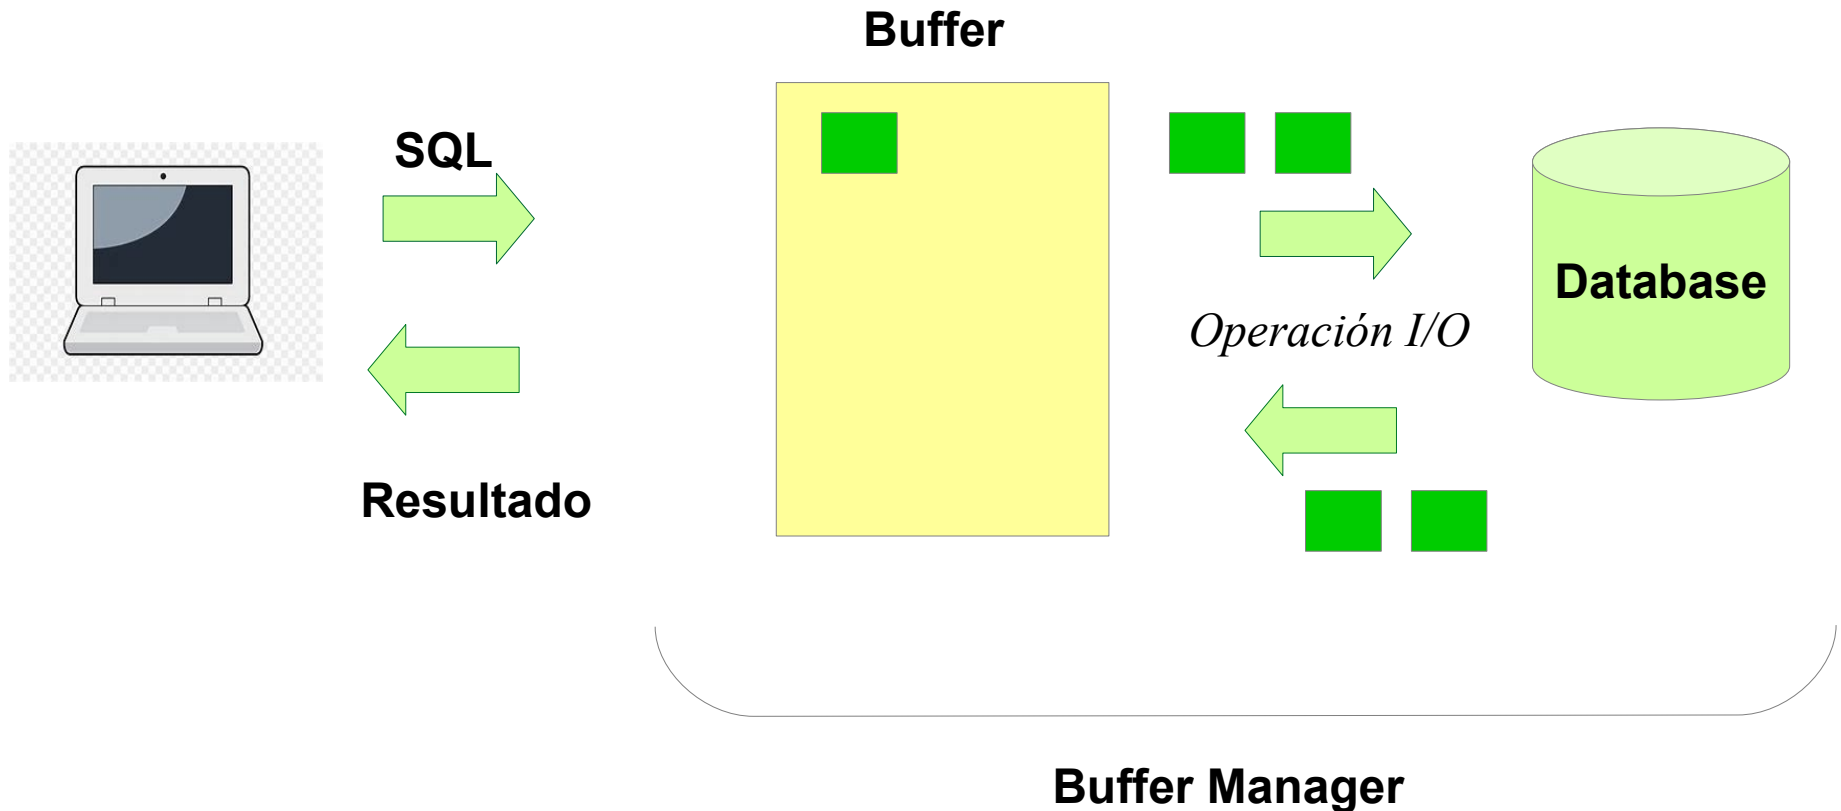 Buffer
SQL
Database
Operación I/O
Resultado
Buffer Manager